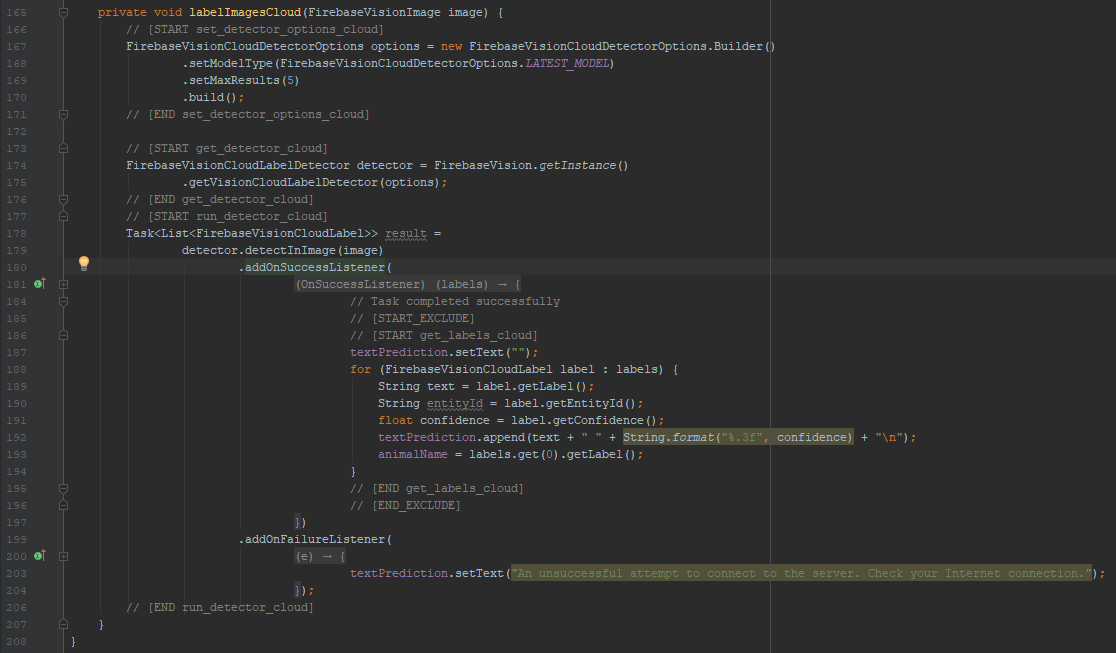 165 private void labelImagesCloud(FirebaseVisionImage image) {
166 // [START set_detector_options_cloud]
167 FirebaseVisionCloudDetectorOptions options = new FirebaseVisionCloudDetectorOptions.Builder()
168 .setModelType(FirebaseVisionCloudDetectorOptions.LATEST_MODEL)
169 .setMaxResults(5)
170 .build();
171 // [END set_detector_options_cloud]
172
173 // [START get_detector_cloud]
174 FirebaseVisionCloudLabelDetector detector = FirebaseVision.getInstance()
175 .getVisionCloudLabelDetector(options);
176 // [END get_detector_cloud]
177 // [START run_detector_cloud]
178 Task<List<FirebaseVisionCloudLabel>> result =
179 detector.detectInImage(image)
180 .addOnSuccessListener(
181 (OnSuccessListener) (labels) → {
184 // Task completed successfully
185 // [START_EXCLUDE]
186 // [START get_labels_cloud]
187 textPrediction.setText("");
188 for (FirebaseVisionCloudLabel label : labels) {
189 String text = label.getLabel();
190 String entityId = label.getEntityId();
191 float confidence = label.getConfidence();
192 textPrediction.append(text + " " + String.format("%.3f", confidence) + "\n");
193 animalName = labels.get(0).getLabel();
194 }
195 // [END get_labels_cloud]
196 // [END_EXCLUDE]
197 })
199 .addOnFailureListener(
200 (e) → {
203 textPrediction.setText("An unsuccessful attempt to connect to the server. Check your Internet connection.");
204 });
206 // [END run_detector_cloud]
207 }
208 }